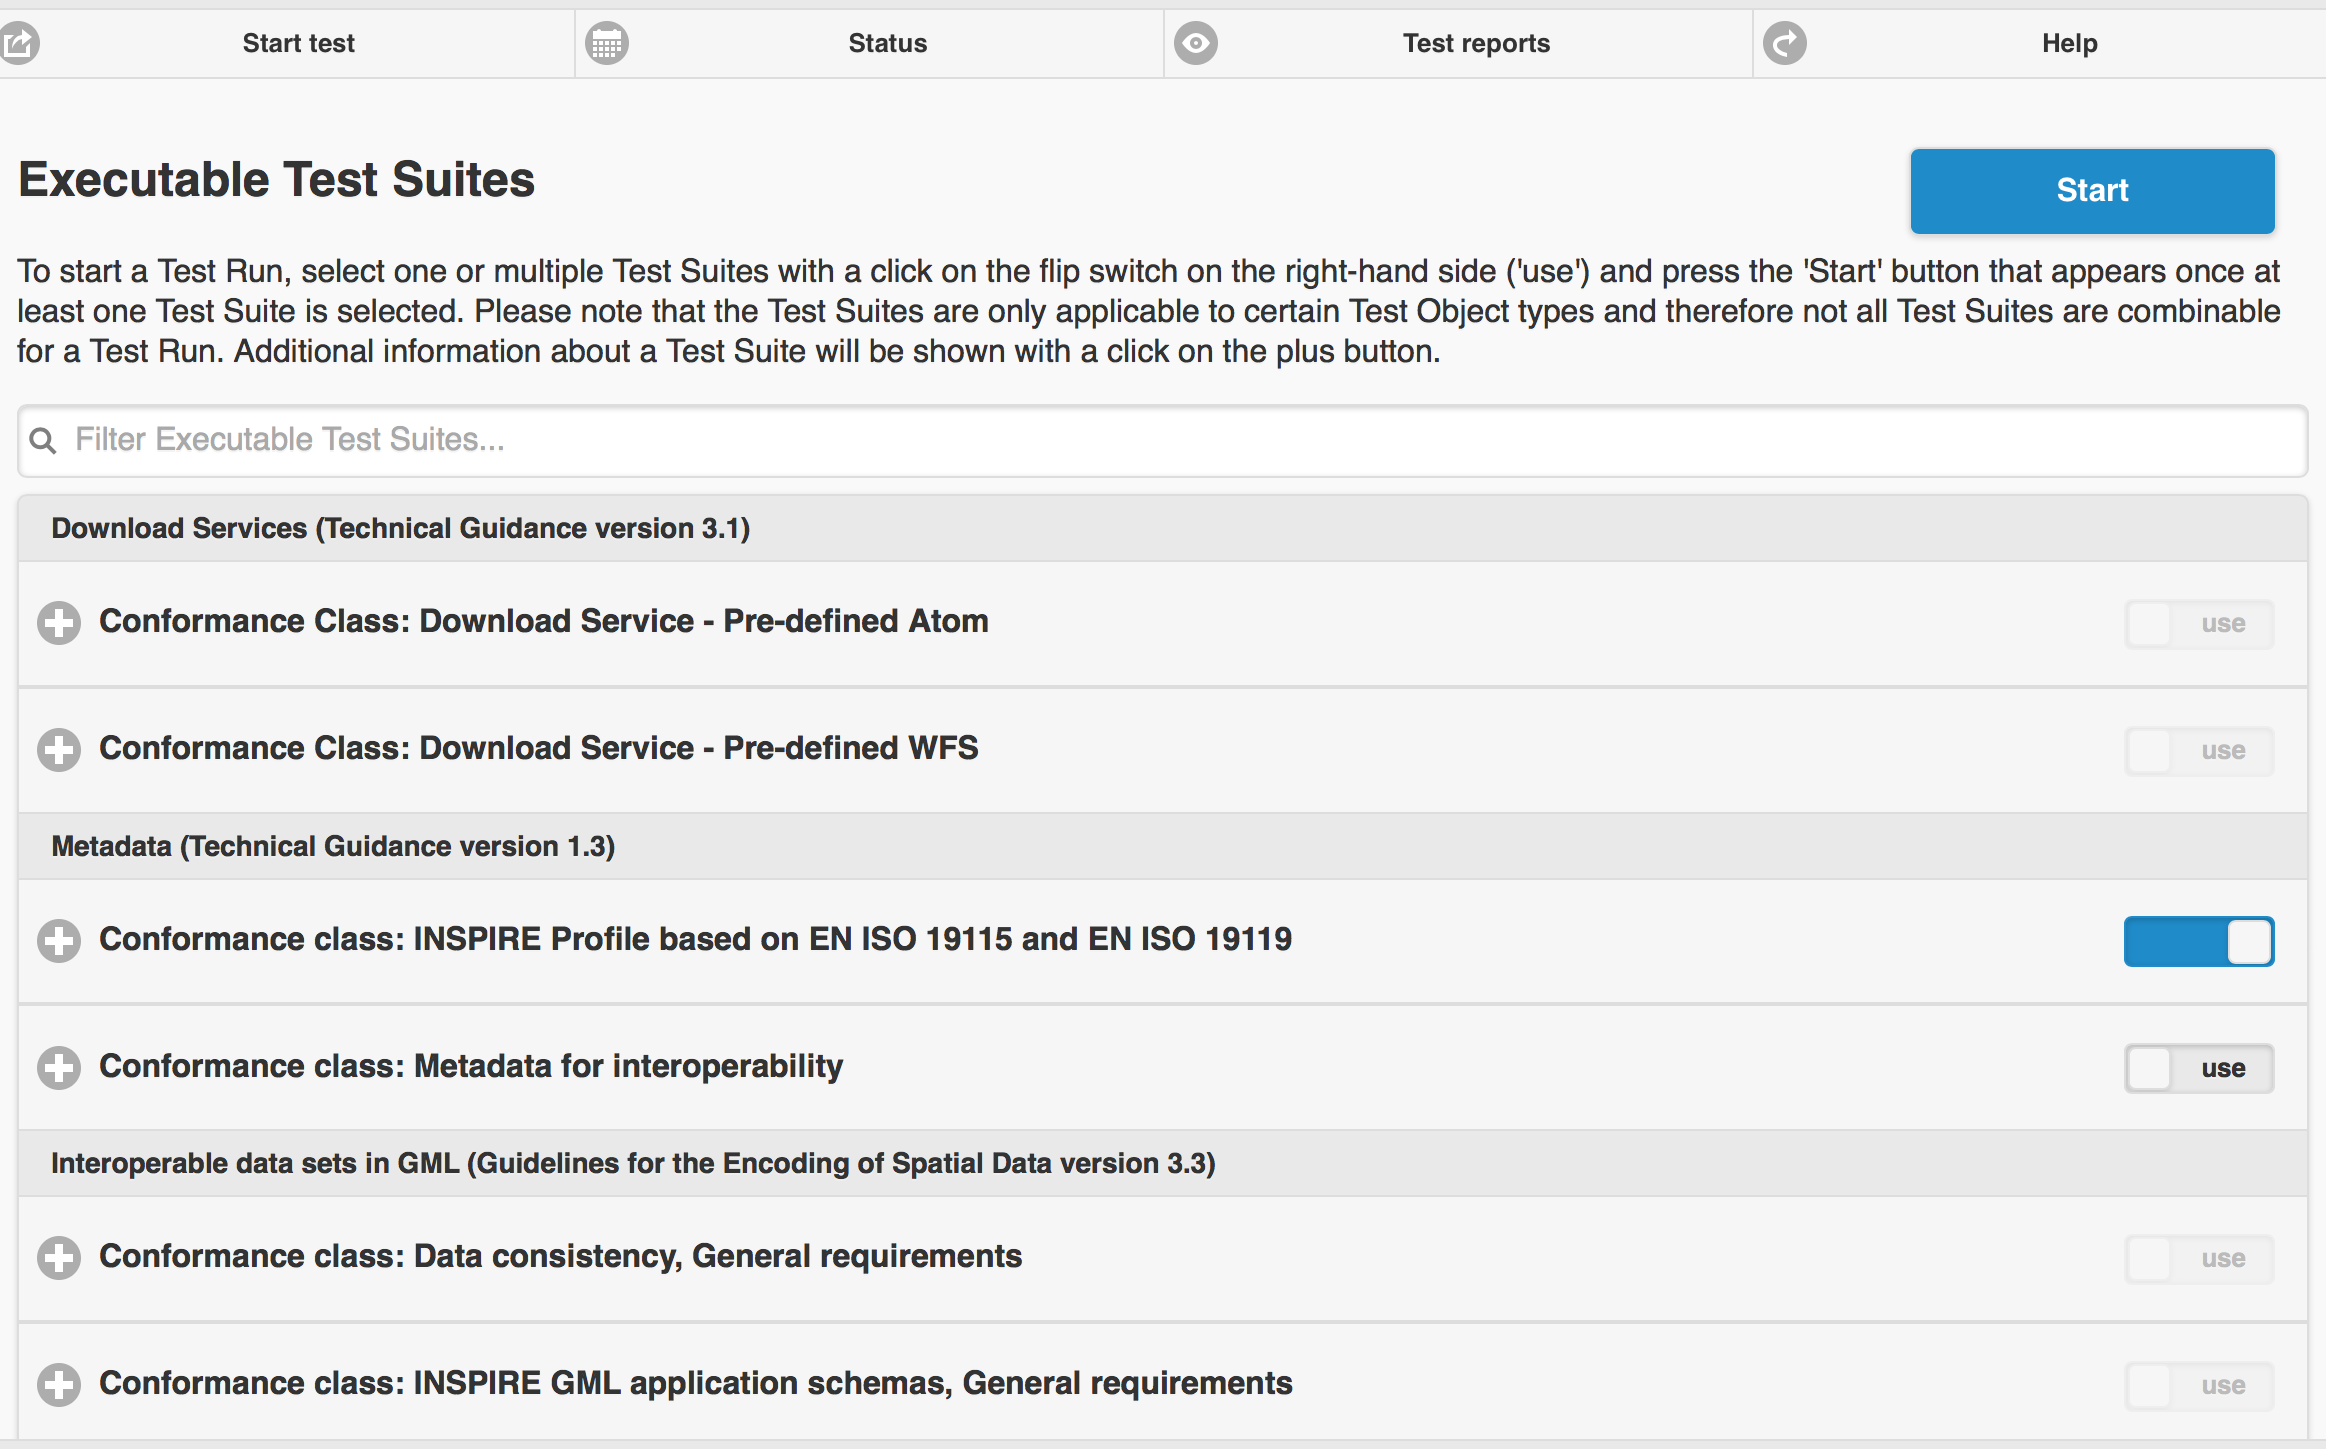 Start test
Status
Test reports
Help
Executable Test Suites
Start
To start a Test Run, select one or multiple Test Suites with a click on the flip switch on the right-hand side ('use') and press the 'Start' button that appears once at
least one Test Suite is selected. Please note that the Test Suites are only applicable to certain Test Object types and therefore not all Test Suites are combinable
for a Test Run. Additional information about a Test Suite will be shown with a click on the plus button.
Filter Executable Test Suites...
Download Services (Technical Guidance version 3.1)
Conformance Class: Download Service - Pre-defined Atom
use
Conformance Class: Download Service - Pre-defined WFS
use
Metadata (Technical Guidance version 1.3)
Conformance class: INSPIRE Profile based on EN ISO 19115 and EN ISO 19119
Conformance class: Metadata for interoperability
use
Interoperable data sets in GML (Guidelines for the Encoding of Spatial Data version 3.3)
Conformance class: Data consistency, General requirements
use
Conformance class: INSPIRE GML application schemas, General requirements
use